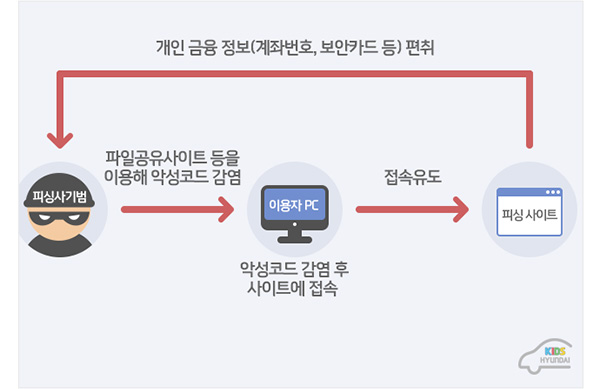 개인 금융 정보(계좌번호, 보안카드 등) 편취
파일공유사이트 등을
이용해 악성코드 감염
접속유도
피싱사기범
이용자 PC
피싱 사이트
악성코드 감염 후
사이트에 접속
KIDS
HYUNDAI